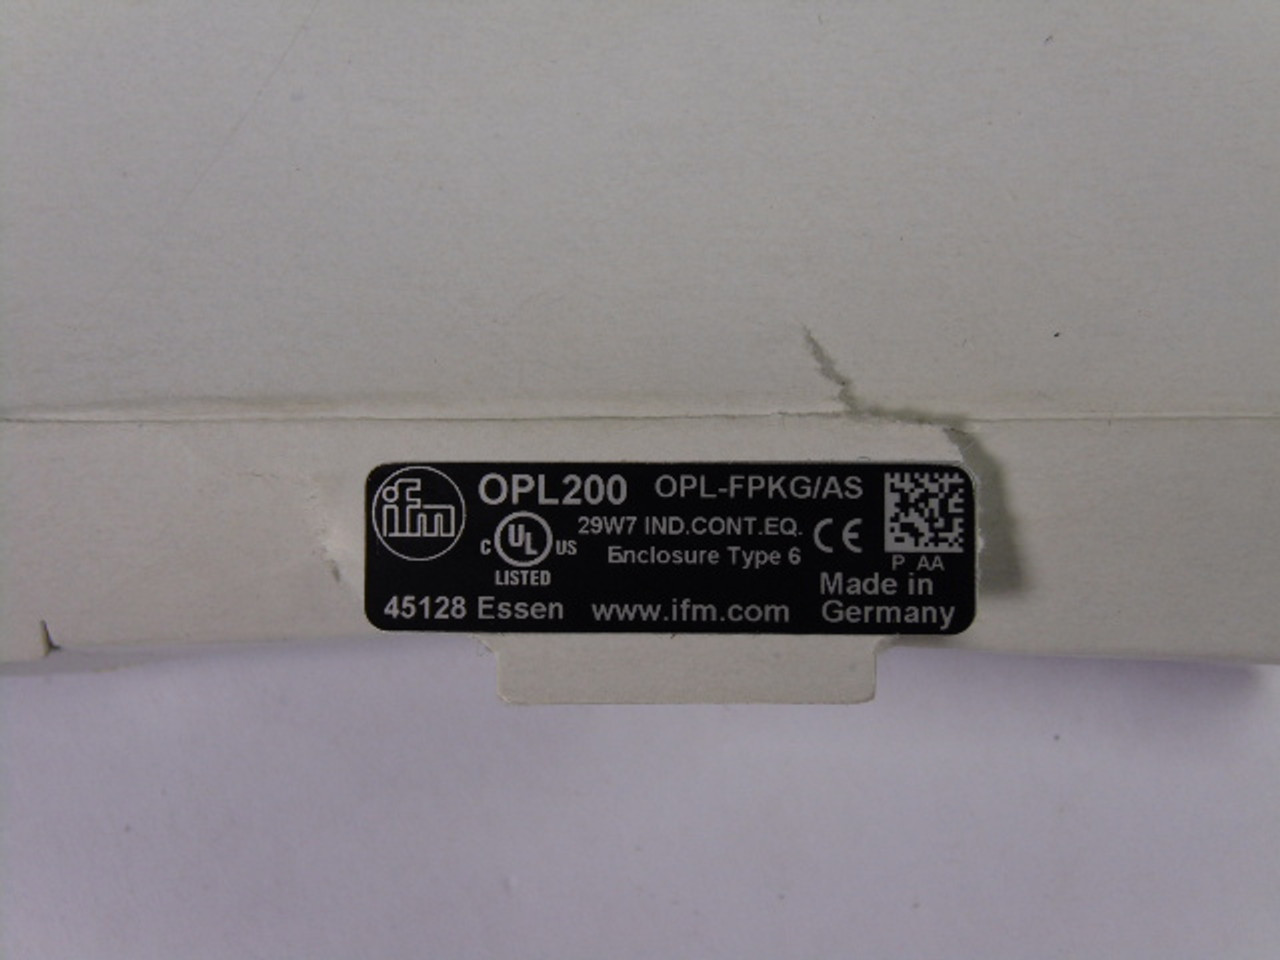 ifm OPL200 OPL-FPKG/AS
C UL US 29W7 IND.CONT.EQ. CE
LISTED Enclosure Type 6
P AA
45128 Essen www.ifm.com Made in
Germany